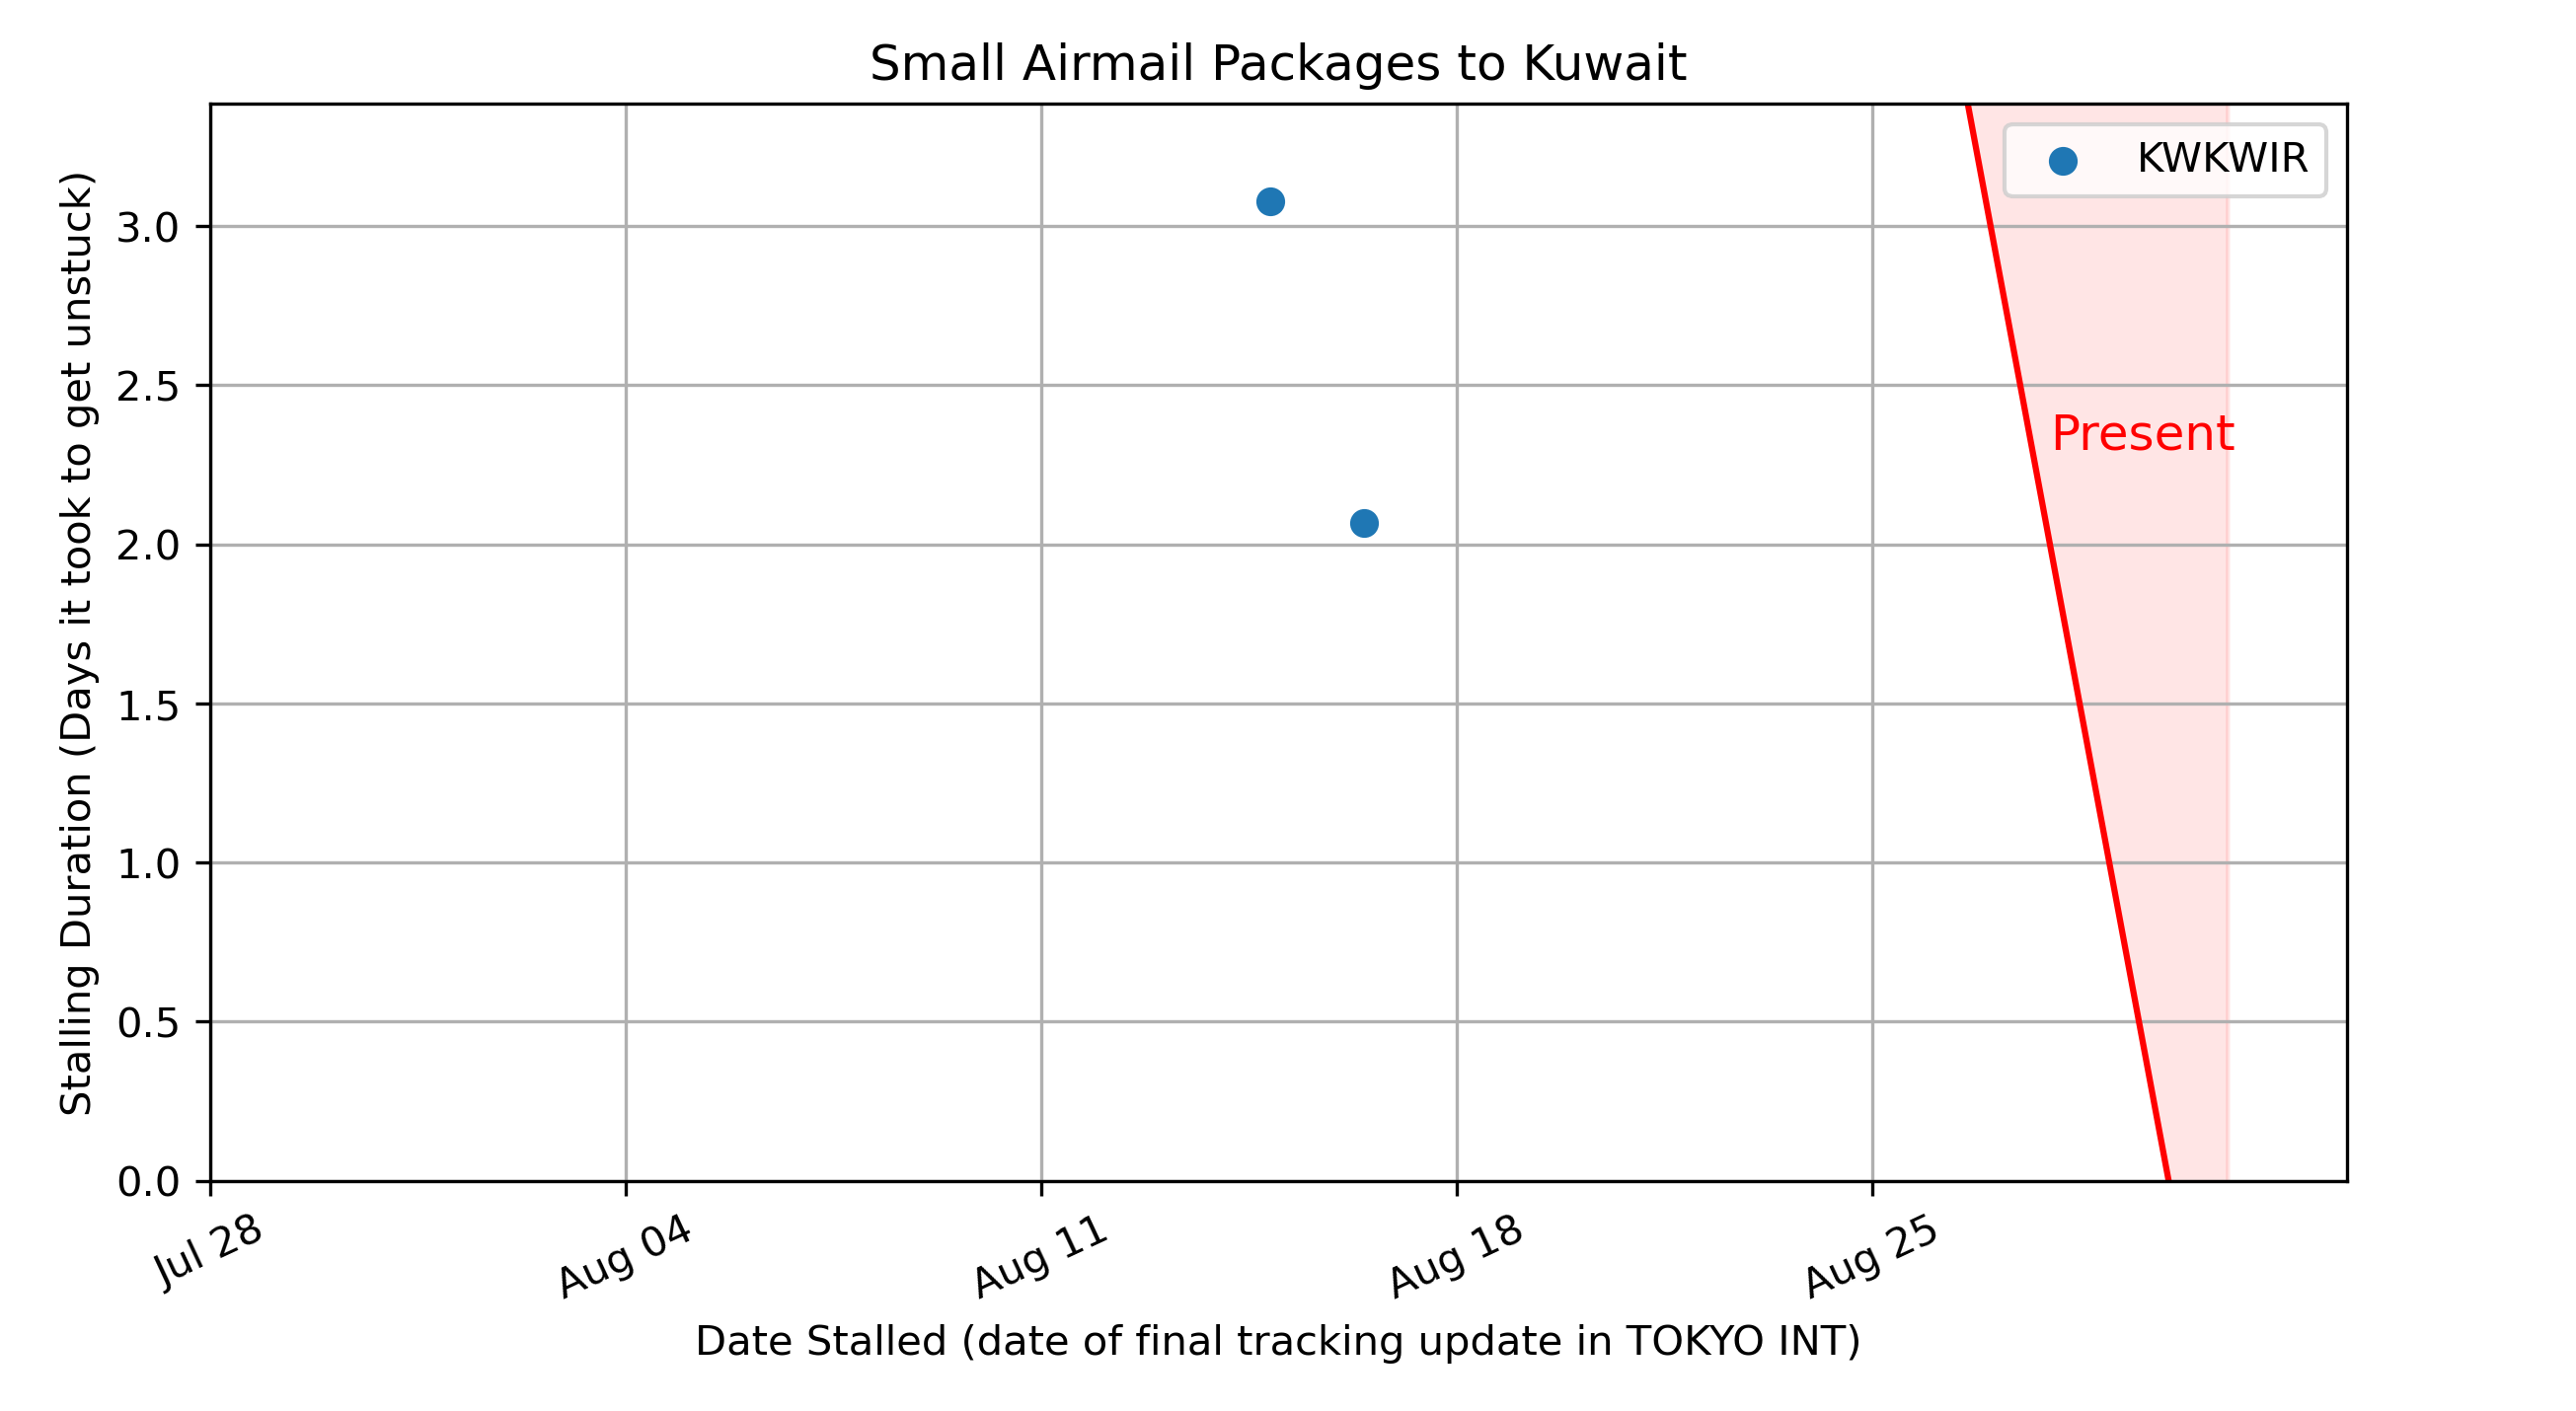 Small Airmail Packages to Kuwait
KWKWIR
Present
Stalling Duration (Days it took to get unstuck)
3.0
2.5
2.0
1.5
1.0
0.5
0.0
Jul 28
Aug 04
Aug 11
Aug 18
Aug 25
Date Stalled (date of final tracking update in TOKYO INT)